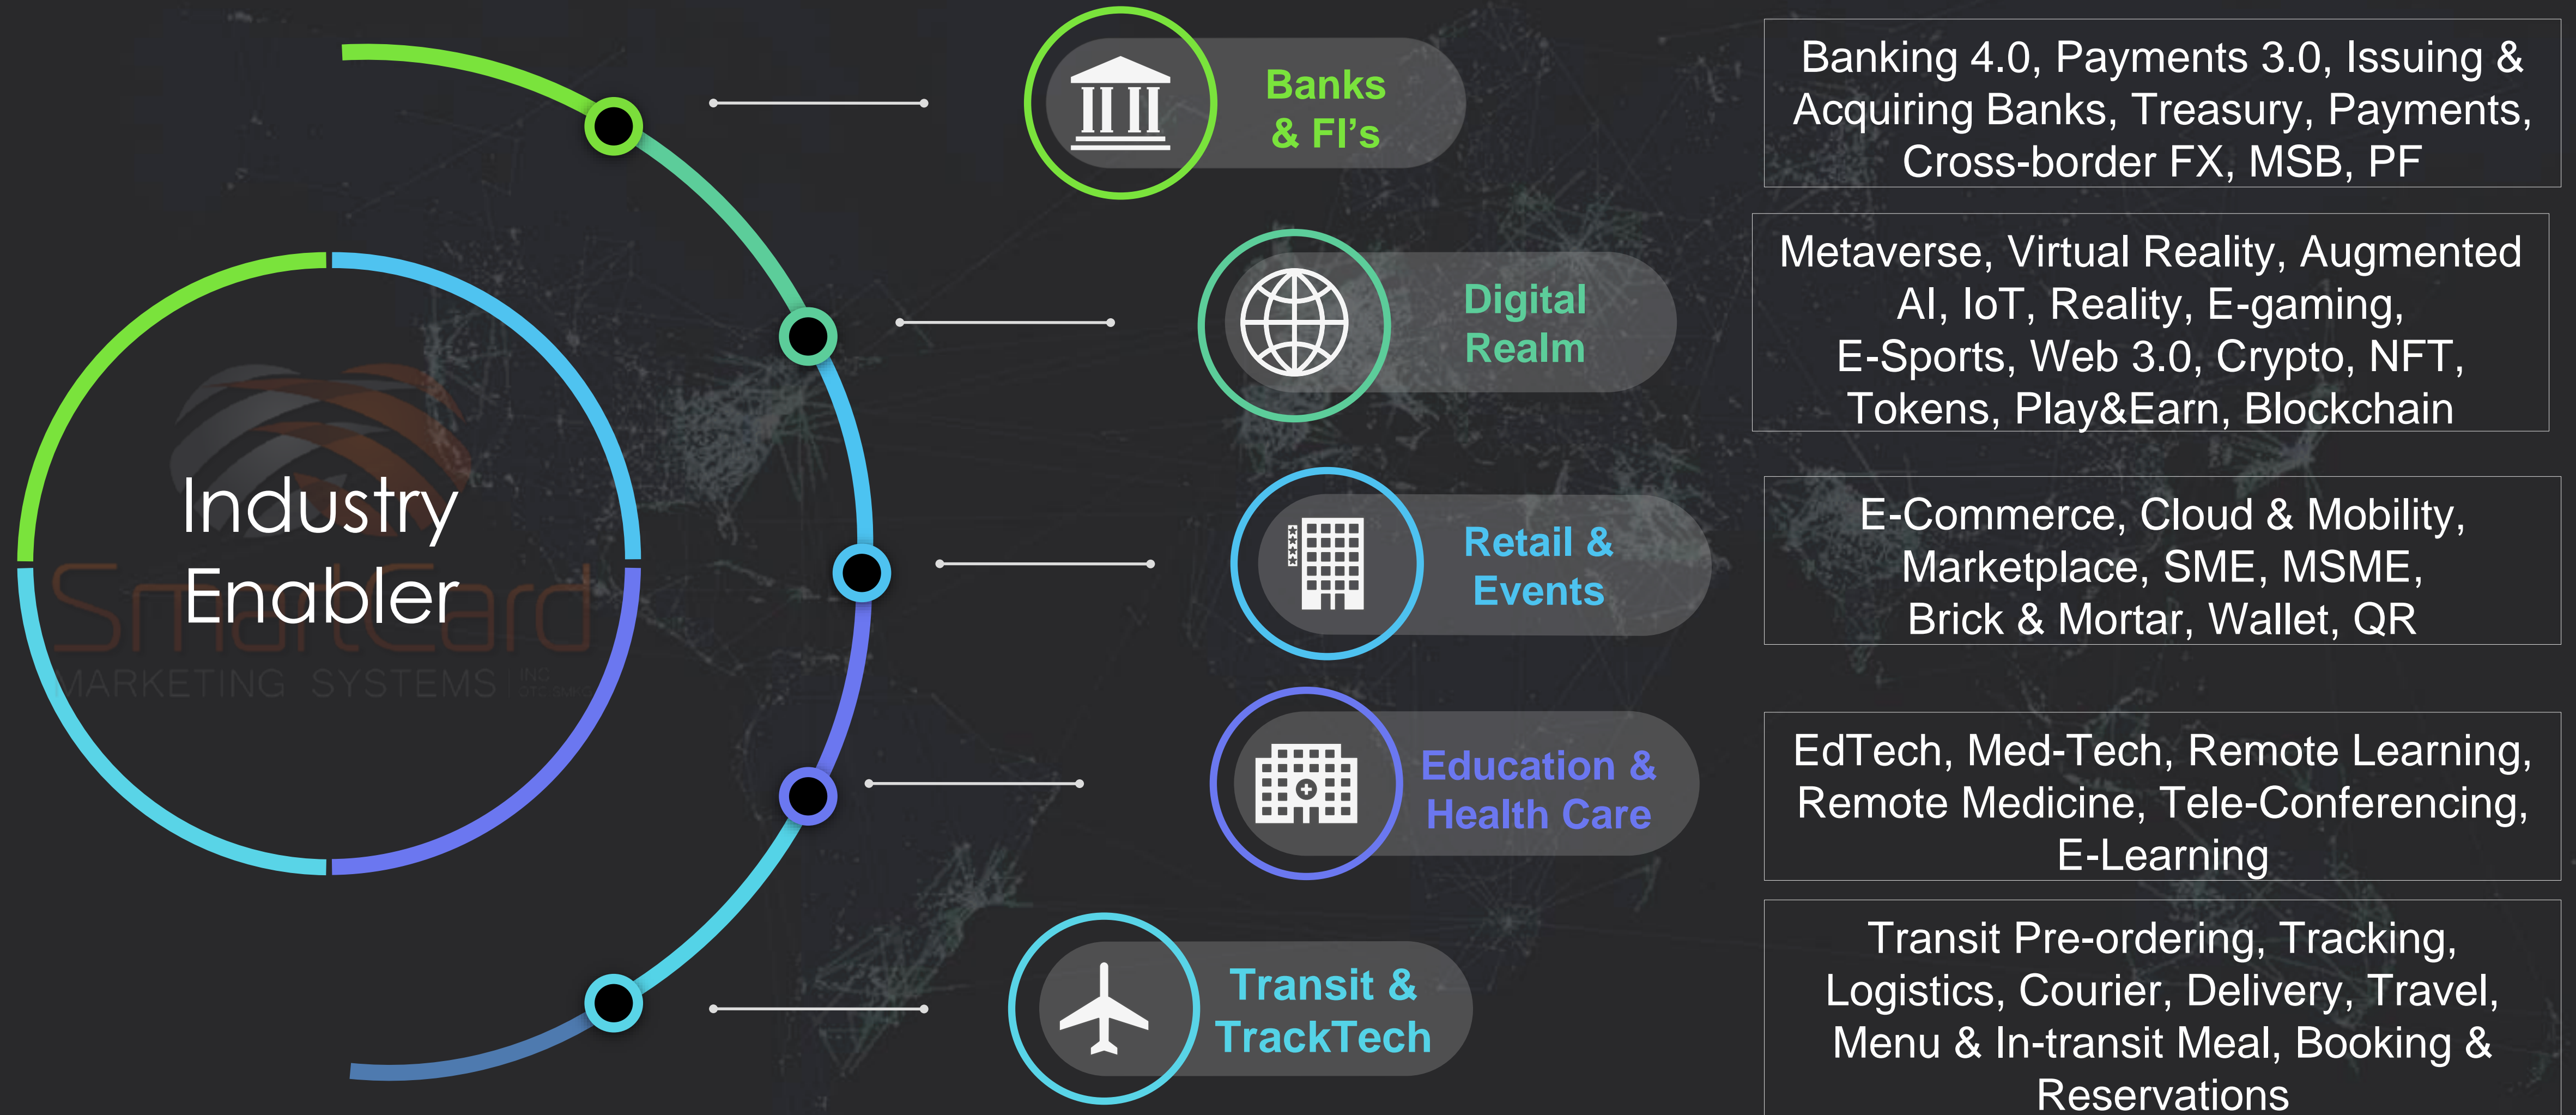 Industry
Enabler
SmartCard
MARKETING SYSTEMS INC
Banks
& FI's
Banking 4.0, Payments 3.0, Issuing &
Acquiring Banks, Treasury, Payments,
Cross-border FX, MSB, PF
Digital
Realm
Metaverse, Virtual Reality, Augmented
AI, IoT, Reality, E-gaming,
E-Sports, Web 3.0, Crypto, NFT,
Tokens, Play&Earn, Blockchain
Retail &
Events
E-Commerce, Cloud & Mobility,
Marketplace, SME, MSME,
Brick & Mortar, Wallet, QR
Education &
Health Care
EdTech, Med-Tech, Remote Learning,
Remote Medicine, Tele-Conferencing,
E-Learning
Transit &
TrackTech
Transit Pre-ordering, Tracking,
Logistics, Courier, Delivery, Travel,
Menu & In-transit Meal, Booking &
Reservations